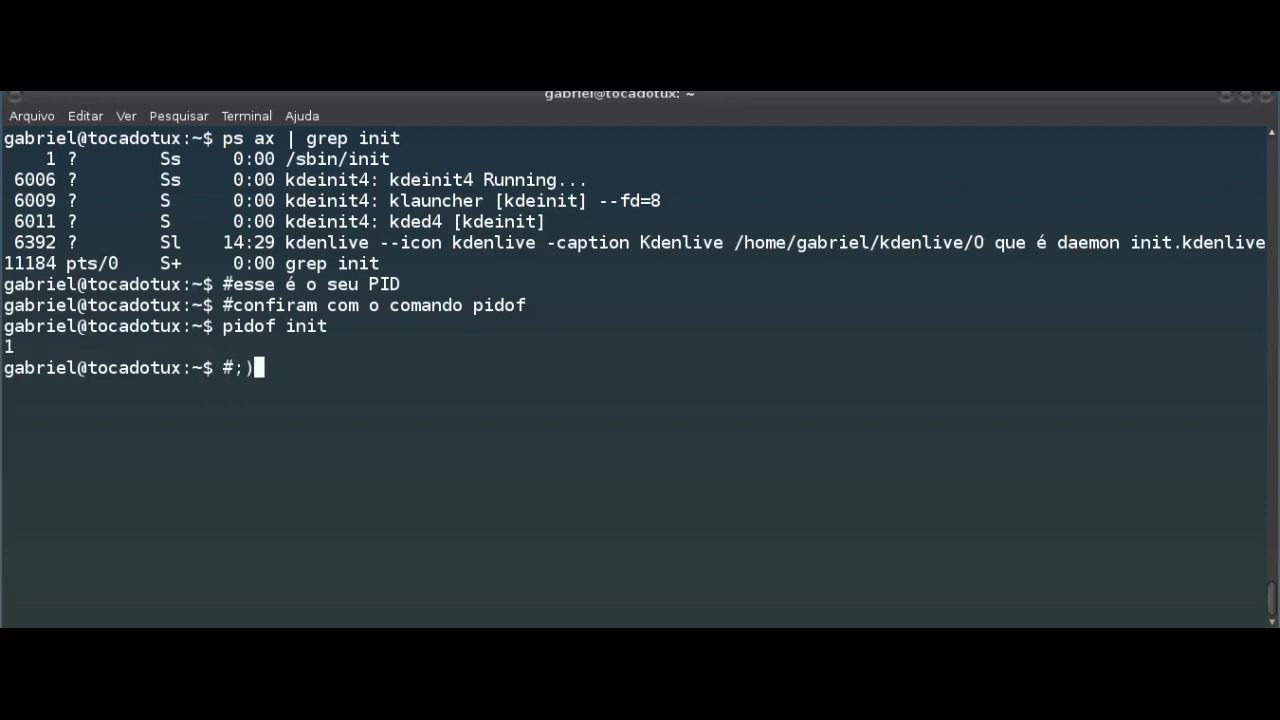 gabriel@tocadotux: ~
Arquivo Editar Ver Pesquisar Terminal Ajuda
gabriel@tocadotux:~$ ps ax | grep init
1 ? Ss 0:00 /sbin/init
6006 ? Ss 0:00 kdeinit4: kdeinit4 Running...
6009 ? S 0:00 kdeinit4: klauncher [kdeinit] --fd=8
6011 ? S 0:00 kdeinit4: kded4 [kdeinit]
6392 ? Sl 14:29 kdenlive --icon kdenlive -caption Kdenlive /home/gabriel/kdenlive/O que é daemon init.kdenlive
11184 pts/0 S+ 0:00 grep init
gabriel@tocadotux:~$ #esse é o seu PID
gabriel@tocadotux:~$ #confiram com o comando pidof
gabriel@tocadotux:~$ pidof init
1
gabriel@tocadotux:~$ #;)